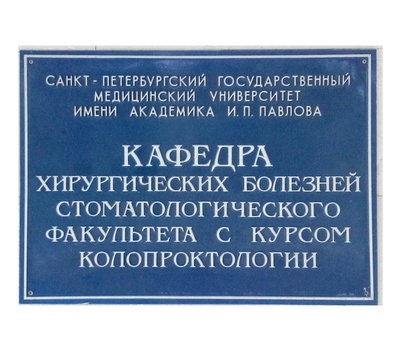 САНКТ - ПЕТЕРБУРГСКИЙ ГОСУДАРСТВЕННЫЙ
МЕДИЦИНСКИЙ УНИВЕРСИТЕТ
ИМЕНИ АКАДЕМИКА И.П. ПАВЛОВА
КАФЕДРА
ХИРУРГИЧЕСКИХ БОЛЕЗНЕЙ
СТОМАТОЛОГИЧЕСКОГО
ФАКУЛЬТЕТА С КУРСОМ
КОЛОПРОКТОЛОГИИ